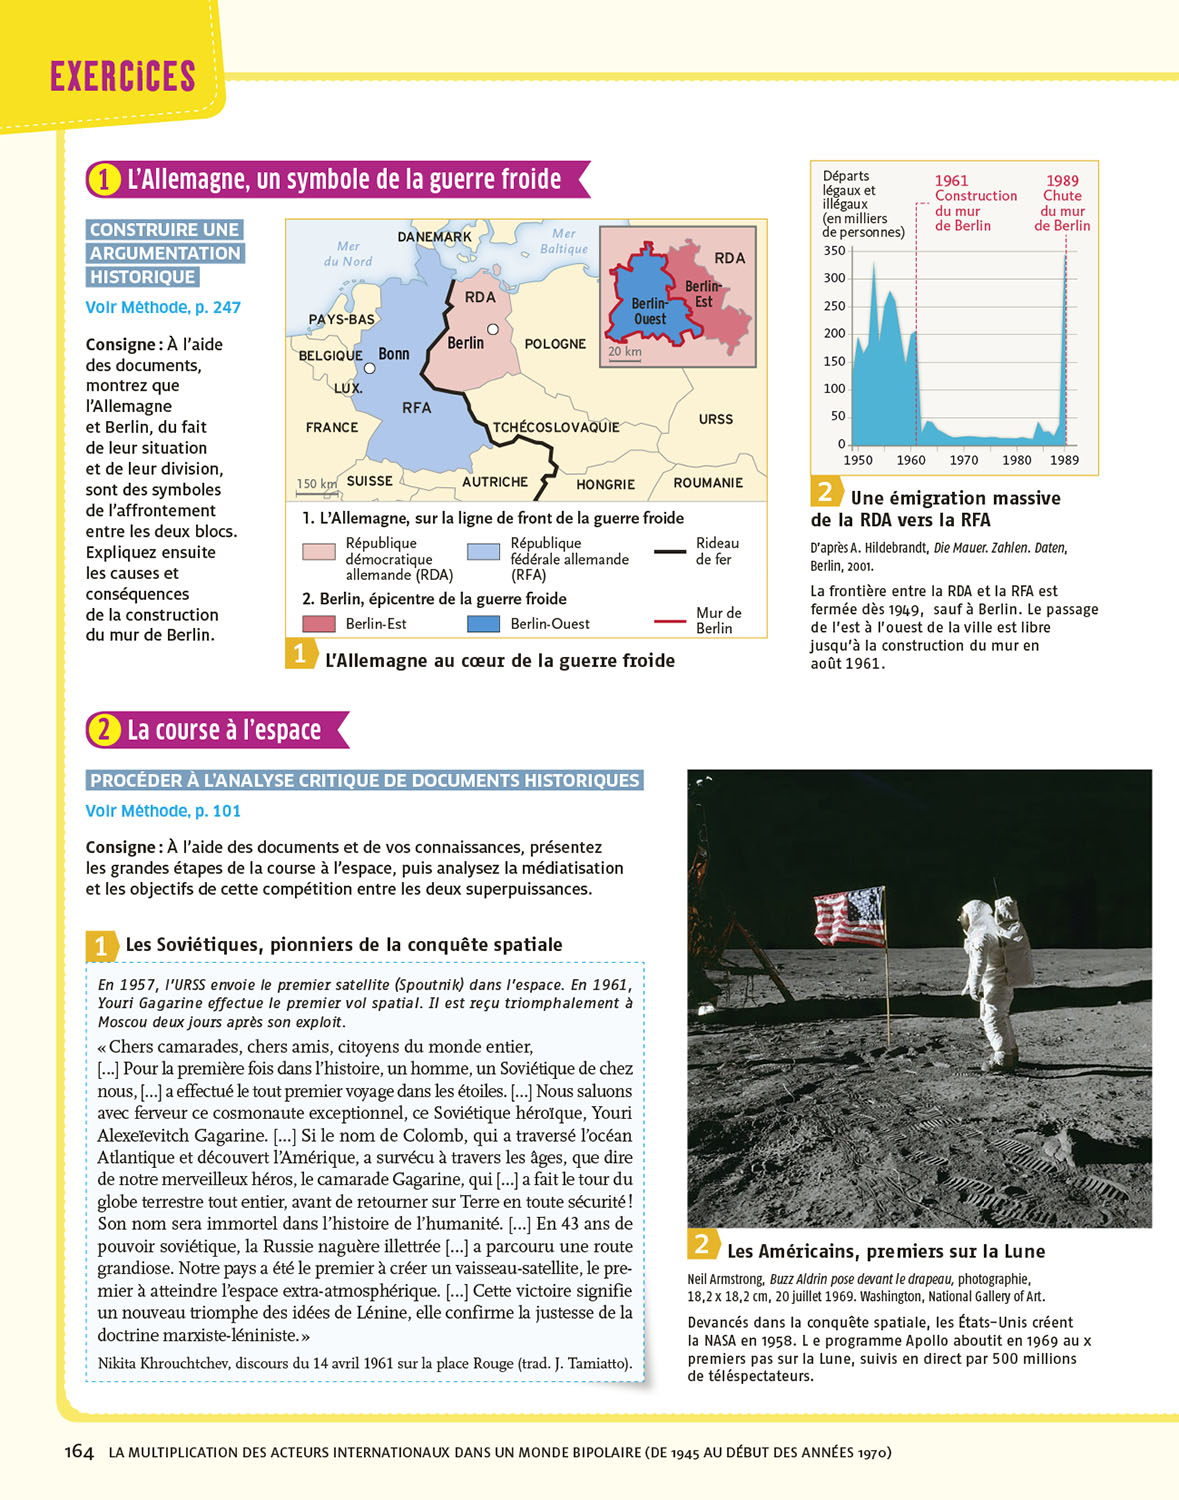 EXERCiCES
1 L'Allemagne, un symbole de la guerre froide
CONSTRUIRE UNE
ARGUMENTATION
HISTORIQUE
Voir Méthode, p. 247
Consigne : À l'aide
des documents,
montrez que
l'Allemagne
et Berlin, du fait
de leur situation
et de leur division,
sont des symboles
de l'affrontement
entre les deux blocs.
Expliquez ensuite
les causes et
conséquences
de la construction
du mur de Berlin.
Mer
du Nord
DANEMARK
Mer
Baltique
RDA
Berlin-
Est
Berlin-
Ouest
20 km
RDA
PAYS-BAS
BELGIQUE
Bonn
Berlin
POLOGNE
LUX.
RFA
FRANCE
TCHÉCOSLOVAQUIE
URSS
150 km
SUISSE
AUTRICHE
HONGRIE
ROUMANIE
1. L'Allemagne, sur la ligne de front de la guerre froide
République
démocratique
allemande (RDA)
République
fédérale allemande
(RFA)
Rideau
de fer
2. Berlin, épicentre de la guerre froide
Berlin-Est
Berlin-Ouest
Mur de
Berlin
1 L'Allemagne au cœur de la guerre froide
Départs
légaux et
illégaux
(en milliers
de personnes)
1961
Construction
du mur
de Berlin
1989
Chute
du mur
de Berlin
350
300
250
200
150
100
50
0
1950 1960 1970 1980 1989
2 Une émigration massive
de la RDA vers la RFA
D'après A. Hildebrandt, Die Mauer. Zahlen. Daten,
Berlin, 2001.
La frontière entre la RDA et la RFA est
fermée dès 1949, sauf à Berlin. Le passage
de l'est à l'ouest de la ville est libre
jusqu'à la construction du mur en
août 1961.
2 La course à l'espace
PROCÉDER À L'ANALYSE CRITIQUE DE DOCUMENTS HISTORIQUES
Voir Méthode, p. 101
Consigne : À l'aide des documents et de vos connaissances, présentez
les grandes étapes de la course à l'espace, puis analysez la médiatisation
et les objectifs de cette compétition entre les deux superpuissances.
1 Les Soviétiques, pionniers de la conquête spatiale
En 1957, l'URSS envoie le premier satellite (Spoutnik) dans l'espace. En 1961,
Youri Gagarine effectue le premier vol spatial. Il est reçu triomphalement à
Moscou deux jours après son exploit.
« Chers camarades, chers amis, citoyens du monde entier,
[...] Pour la première fois dans l'histoire, un homme, un Soviétique de chez
nous, [...] a effectué le tout premier voyage dans les étoiles. [...] Nous saluons
avec ferveur ce cosmonaute exceptionnel, ce Soviétique héroïque, Youri
Alexeïevitch Gagarine. [...] Si le nom de Colomb, qui a traversé l'océan
Atlantique et découvert l'Amérique, a survécu à travers les âges, que dire
de notre merveilleux héros, le camarade Gagarine, qui [...] a fait le tour du
globe terrestre tout entier, avant de retourner sur Terre en toute sécurité !
Son nom sera immortel dans l'histoire de l'humanité. [...] En 43 ans de
pouvoir soviétique, la Russie naguère illettrée [...] a parcouru une route
grandiose. Notre pays a été le premier à créer un vaisseau-satellite, le pre-
mier à atteindre l'espace extra-atmosphérique. [...] Cette victoire signifie
un nouveau triomphe des idées de Lénine, elle confirme la justesse de la
doctrine marxiste-léniniste. »
Nikita Khrouchtchev, discours du 14 avril 1961 sur la place Rouge (trad. J. Tamiatto).
2 Les Américains, premiers sur la Lune
Neil Armstrong, Buzz Aldrin pose devant le drapeau, photographie,
18,2 x 18,2 cm, 20 juillet 1969. Washington, National Gallery of Art.
Devancés dans la conquête spatiale, les États-Unis créent
la NASA en 1958. L e programme Apollo aboutit en 1969 au x
premiers pas sur la Lune, suivis en direct par 500 millions
de téléspectateurs.
164 LA MULTIPLICATION DES ACTEURS INTERNATIONAUX DANS UN MONDE BIPOLAIRE (DE 1945 AU DÉBUT DES ANNÉES 1970)